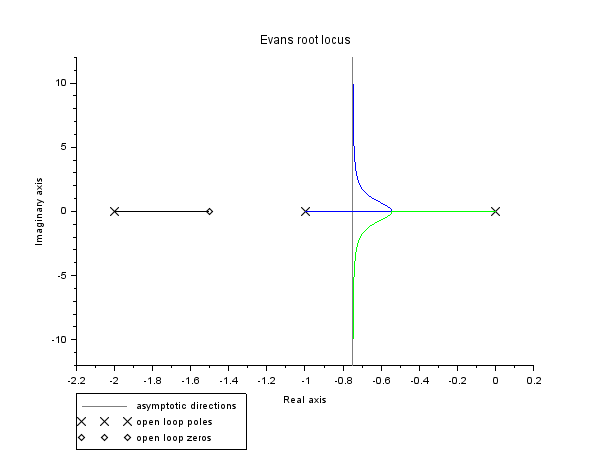 Evans root locus
10
5
0
-5
-10
Imaginary axis
-2.2 -2 -1.8 -1.6 -1.4 -1.2 -1 -0.8 -0.6 -0.4 -0.2 0 0.2
Real axis
asymptotic directions
open loop poles
open loop zeros